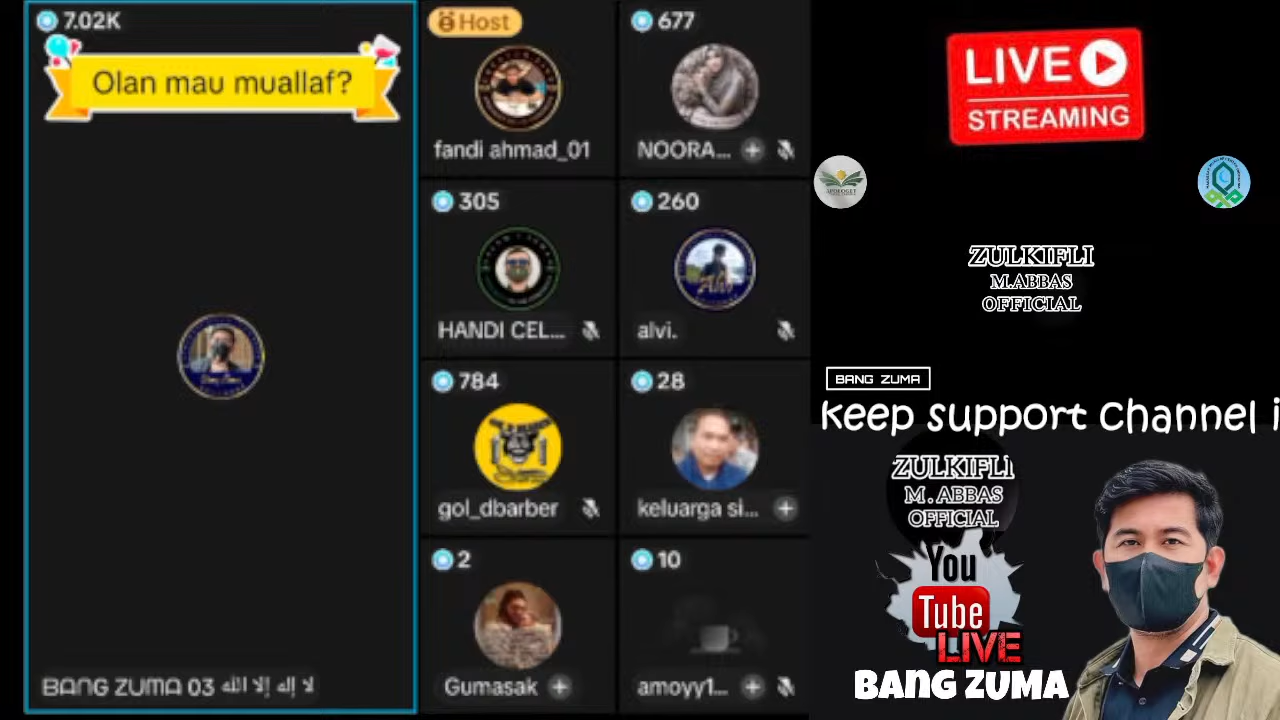 7.02K
Olan mau muallaf?
BANG ZUMA 03 لا إله إلا الله
Host
fandi ahmad_01
677
NOORA...
305
HANDI CEL...
260
alvi.
784
gol_dbarber
28
keluarga si...
2
Gumasak
10
amoyy1...
LIVE
STREAMING
ZULKIFLI
M.ABBAS
OFFICIAL
BANG ZUMA
keep support channel i
ZULKIFLI
M.ABBAS
OFFICIAL
You
Tube
LIVE
BANG ZUMA